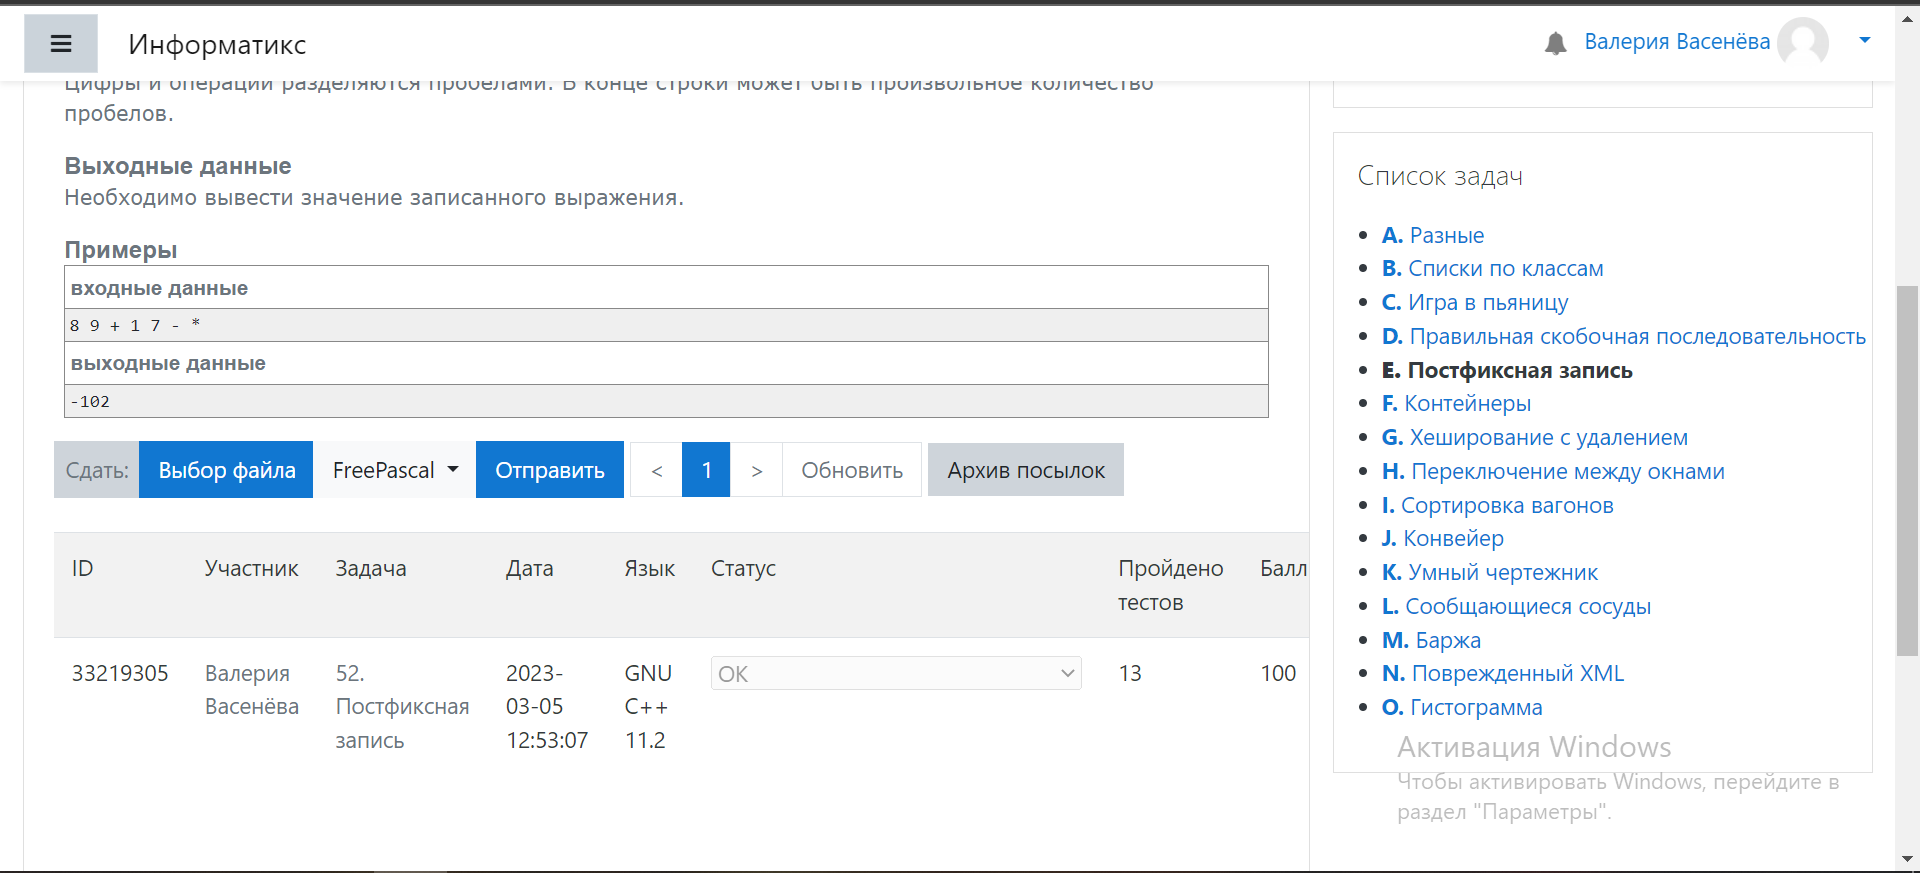 Информатикс
Валерия Васенёва
Цифры и операции разделяются пробелами. В конце строки может быть произвольное количество
пробелов.
Выходные данные
Необходимо вывести значение записанного выражения.
Примеры
входные данные
8 9 + 1 7 - *
выходные данные
-102
Сдать: Выбор файла FreePascal Отправить < 1 > Обновить Архив посылок
ID Участник Задача Дата Язык Статус Пройдено Балл
тестов
33219305 Валерия 52. 2023- GNU OK 13 100
Васенёва Постфиксная 03-05 C++
запись 12:53:07 11.2
Список задач
A. Разные
B. Списки по классам
C. Игра в пьяницу
D. Правильная скобочная последовательность
E. Постфиксная запись
F. Контейнеры
G. Хеширование с удалением
H. Переключение между окнами
I. Сортировка вагонов
J. Конвейер
K. Умный чертежник
L. Сообщающиеся сосуды
M. Баржа
N. Поврежденный XML
O. Гистограмма
Активация Windows
Чтобы активировать Windows, перейдите в
раздел "Параметры".